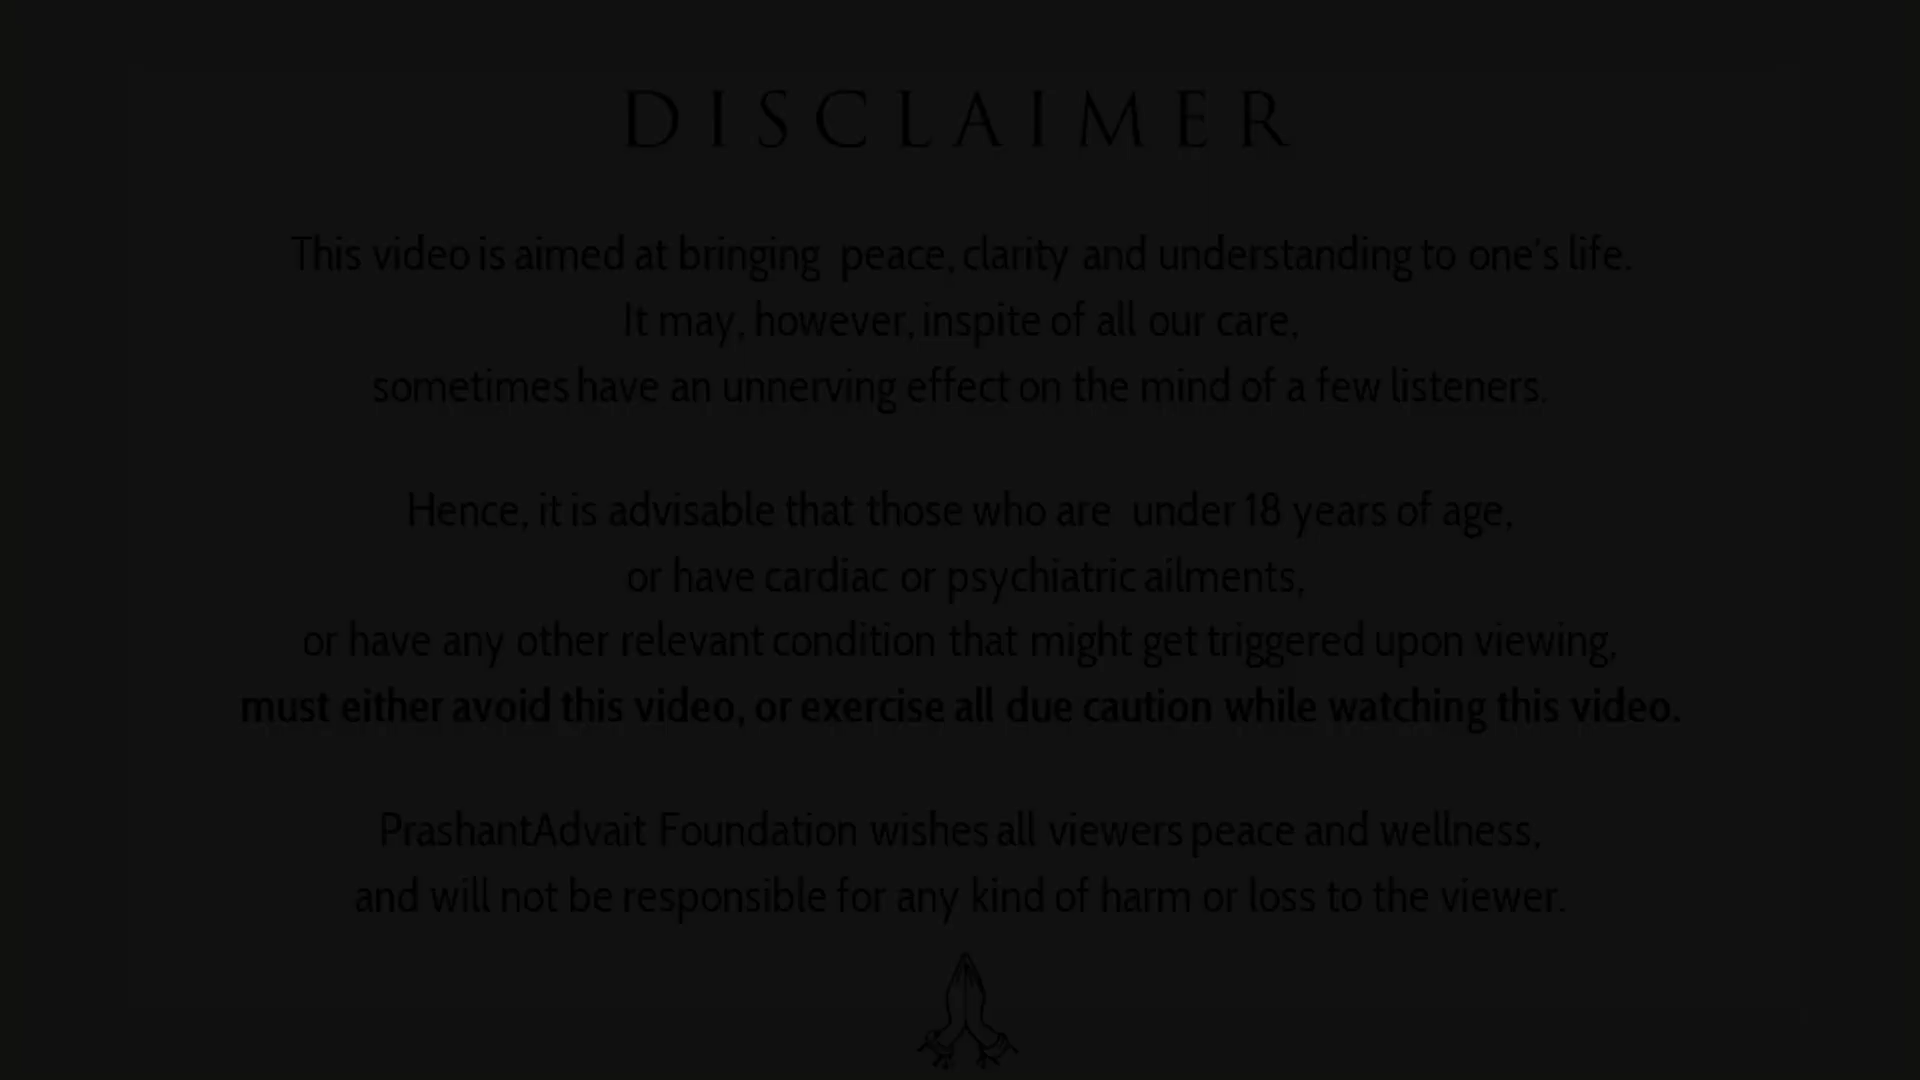 DISCLAIMER
This video is aimed at bringing peace, clarity and understanding to one's life.
It may, however, inspite of all our care,
sometimes have an unnerving effect on the mind of a few listeners.
Hence, it is advisable that those who are under 18 years of age,
or have cardiac or psychiatric ailments,
or have any other relevant condition that might get triggered upon viewing,
must either avoid this video, or exercise all due caution while watching this video.
PrashantAdvait Foundation wishes all viewers peace and wellness,
and will not be responsible for any kind of harm or loss to the viewer.